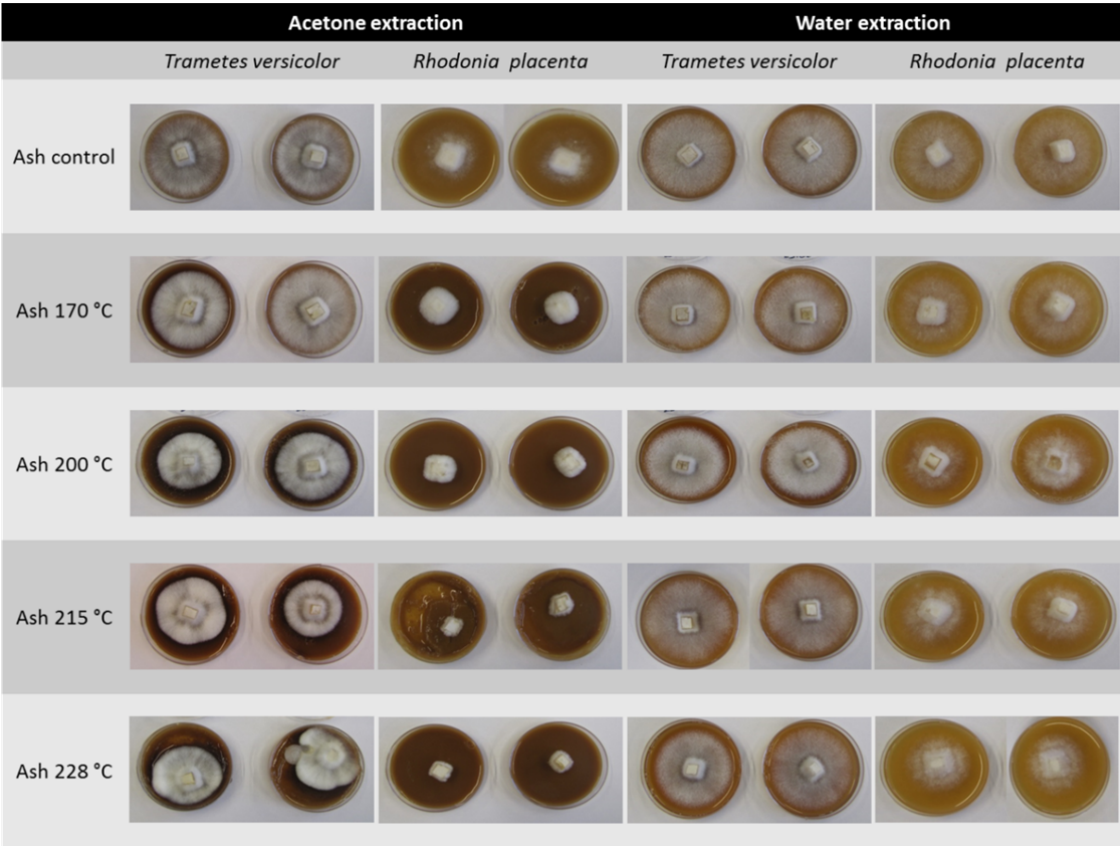 Acetone extraction Water extraction
Trametes versicolor Rhodonia placenta Trametes versicolor Rhodonia placenta
Ash control
Ash 170 °C
Ash 200 °C
Ash 215 °C
Ash 228 °C